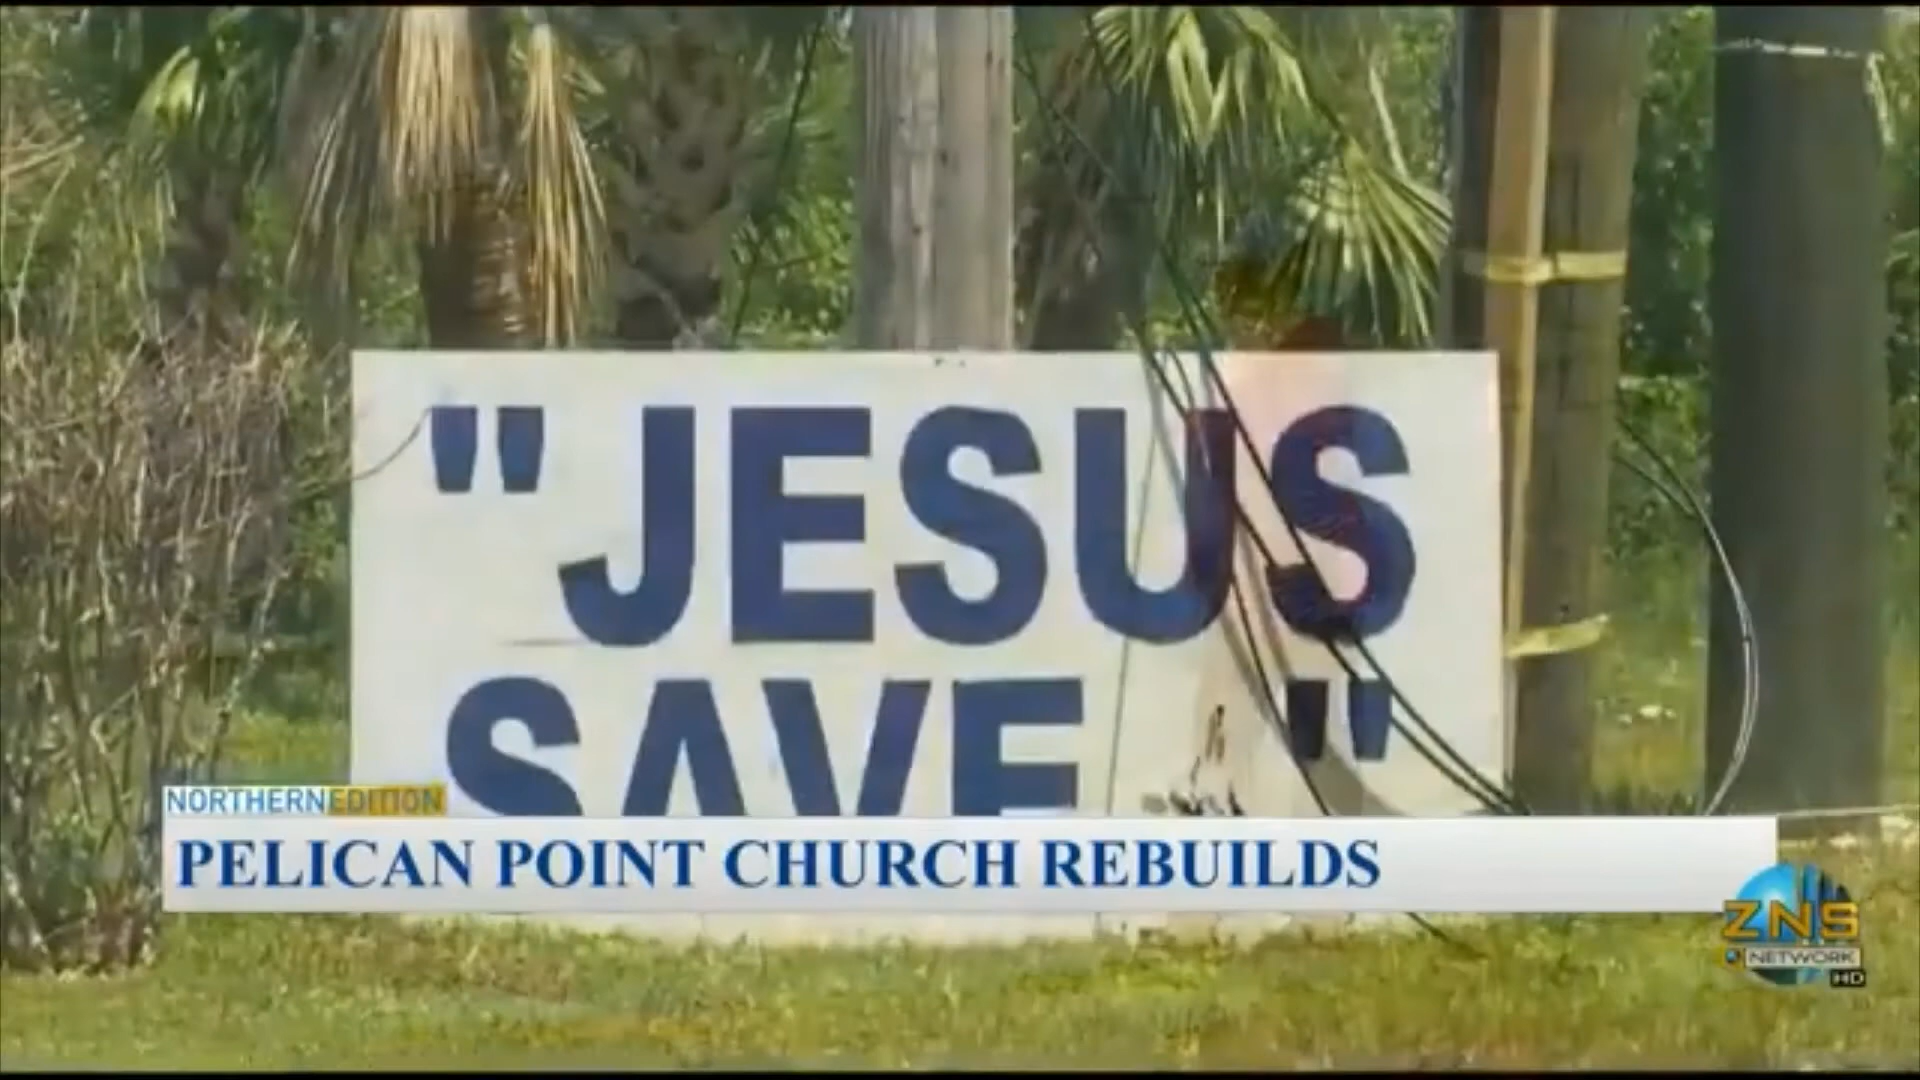 "JESUS
SAVE "
NORTHERN EDITION
PELICAN POINT CHURCH REBUILDS
ZNS
NETWORK
HD